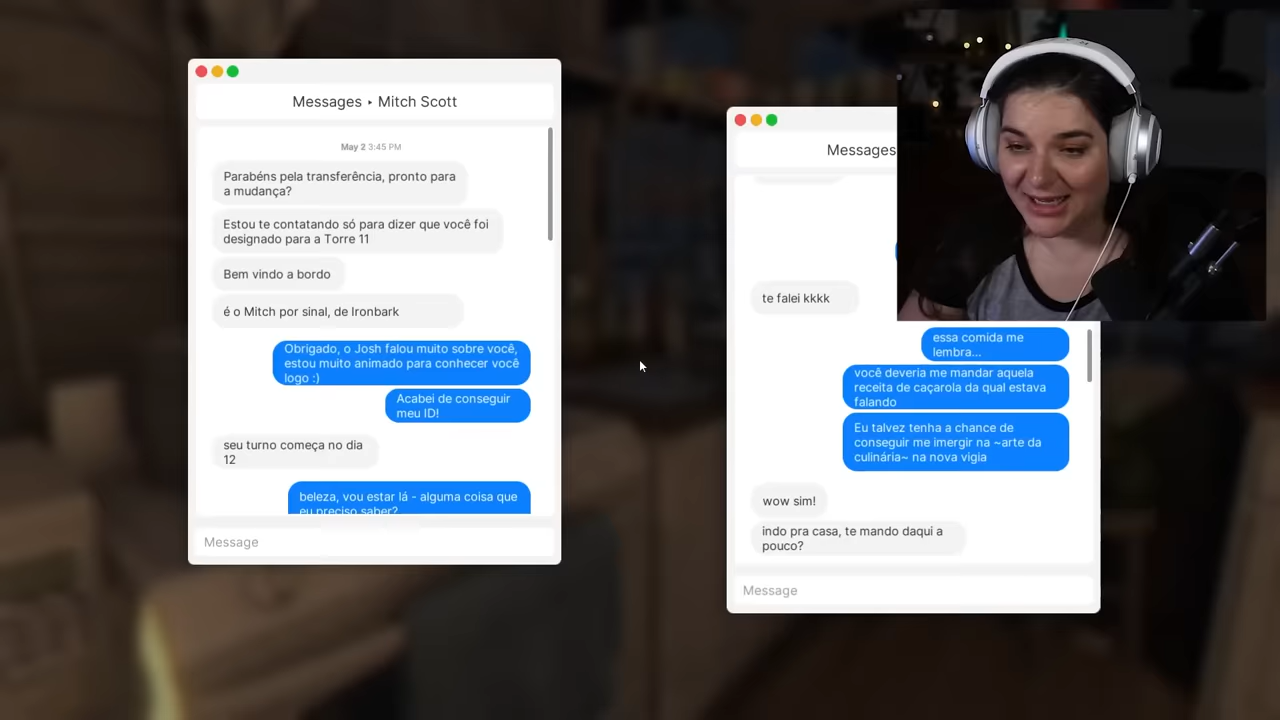 Messages ▸ Mitch Scott
May 2 3:45 PM
Parabéns pela transferência, pronto para
a mudança?
Estou te contatando só para dizer que você foi
designado para a Torre 11
Bem vindo a bordo
é o Mitch por sinal, de Ironbark
Obrigado, o Josh falou muito sobre você,
estou muito animado para conhecer você
logo :)
Acabei de conseguir
meu ID!
seu turno começa no dia
12
beleza, vou estar lá - alguma coisa que
eu preciso saber?
Message
Messages
te falei kkkk
essa comida me
lembra...
você deveria me mandar aquela
receita de caçarola da qual estava
falando
Eu talvez tenha a chance de
conseguir me imergir na ~arte da
culinária~ na nova vigia
wow sim!
indo pra casa, te mando daqui a
pouco?
Message